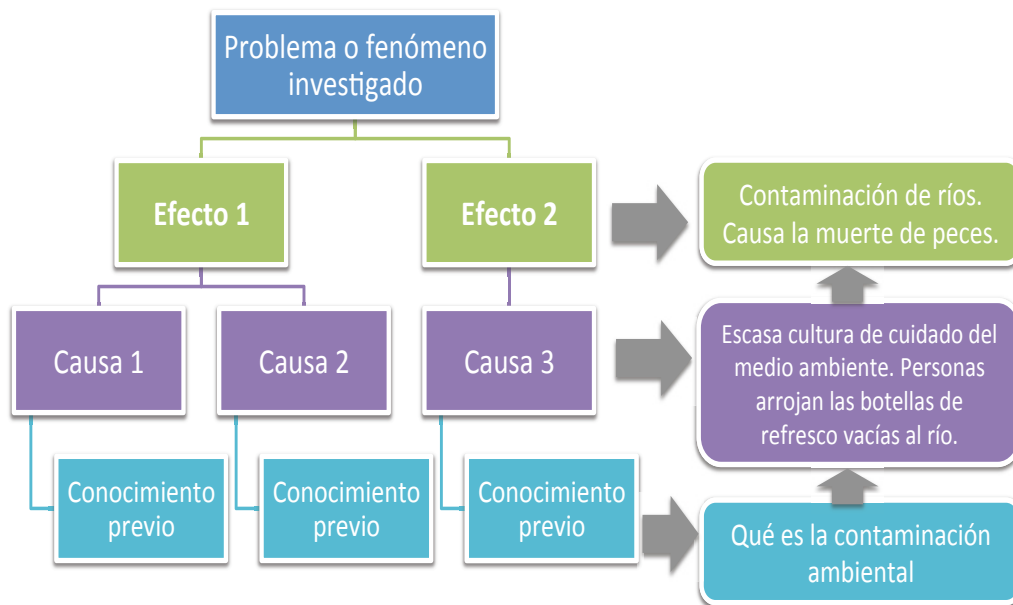 Problema o fenómeno
investigado
Efecto 1
Efecto 2
Contaminación de ríos.
Causa la muerte de peces.
Causa 1
Causa 2
Causa 3
Escasa cultura de cuidado del
medio ambiente. Personas
arrojan las botellas de
refresco vacías al río.
Conocimiento
previo
Conocimiento
previo
Conocimiento
previo
Qué es la contaminación
ambiental